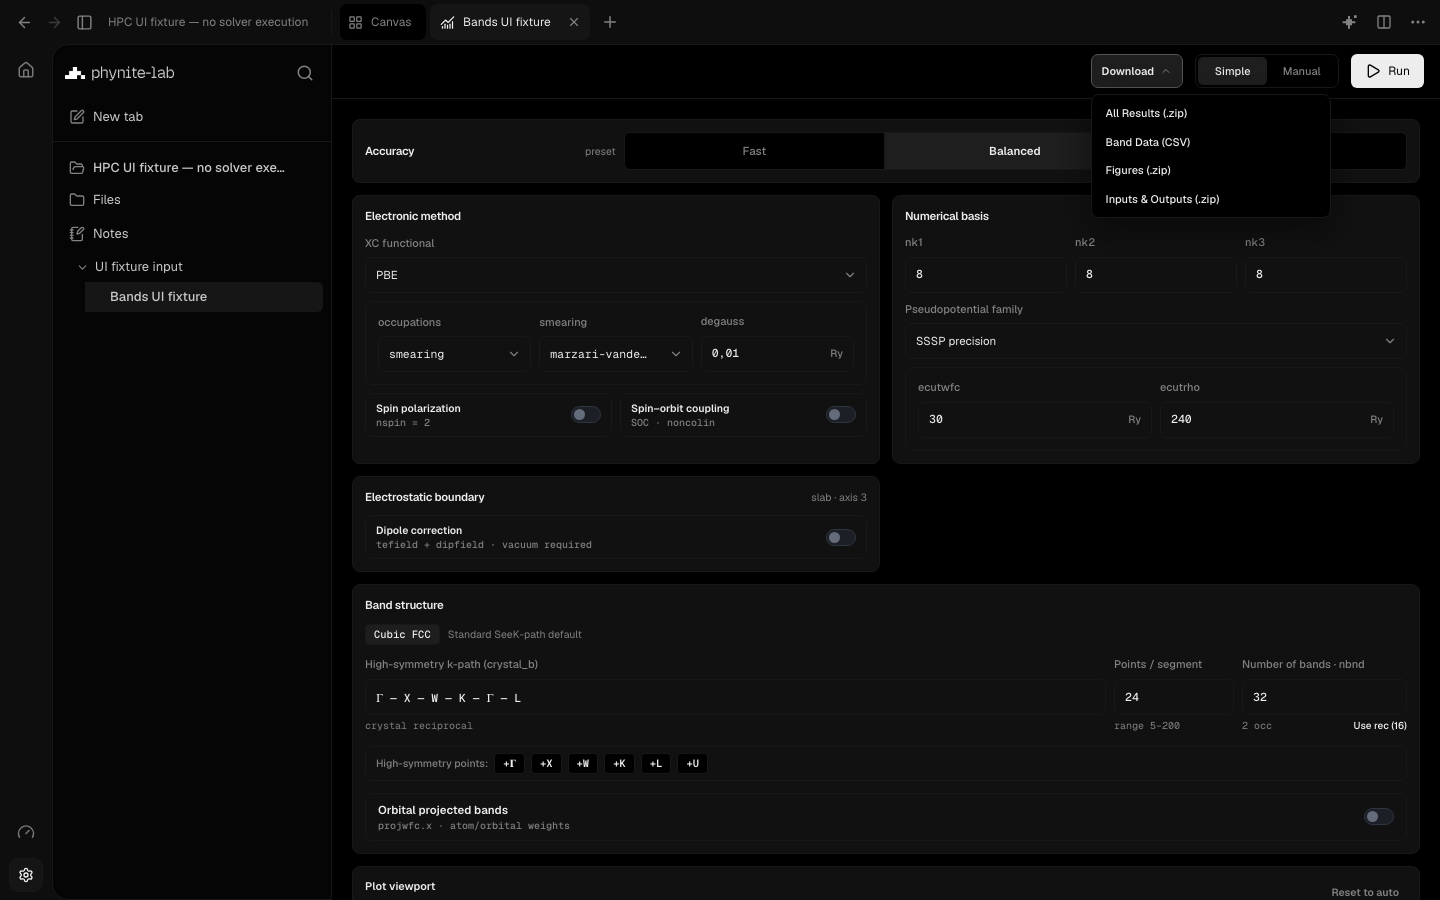 HPC UI fixture — no solver execution
Canvas
Bands UI fixture
phynite-lab
New tab
HPC UI fixture — no solver exe...
Files
Notes
UI fixture input
Bands UI fixture
Download
Simple
Manual
Run
All Results (.zip)
Band Data (CSV)
Figures (.zip)
Inputs & Outputs (.zip)
Accuracy
preset
Fast
Balanced
Electronic method
XC functional
PBE
occupations
smearing
degauss
smearing
marzari-vande…
0,01 Ry
Spin polarization
nspin = 2
Spin–orbit coupling
SOC · noncolin
Numerical basis
nk1
nk2
nk3
8
8
8
Pseudopotential family
SSSP precision
ecutwfc
ecutrho
30 Ry
240 Ry
Electrostatic boundary
slab · axis 3
Dipole correction
tefield + dipfield · vacuum required
Band structure
Cubic FCC
Standard SeeK-path default
High-symmetry k-path (crystal_b)
Points / segment
Number of bands · nbnd
Γ – X – W – K – Γ – L
24
32
crystal reciprocal
range 5–200
2 occ
Use rec (16)
High-symmetry points:
+Γ
+X
+W
+K
+L
+U
Orbital projected bands
projwfc.x · atom/orbital weights
Plot viewport
Reset to auto